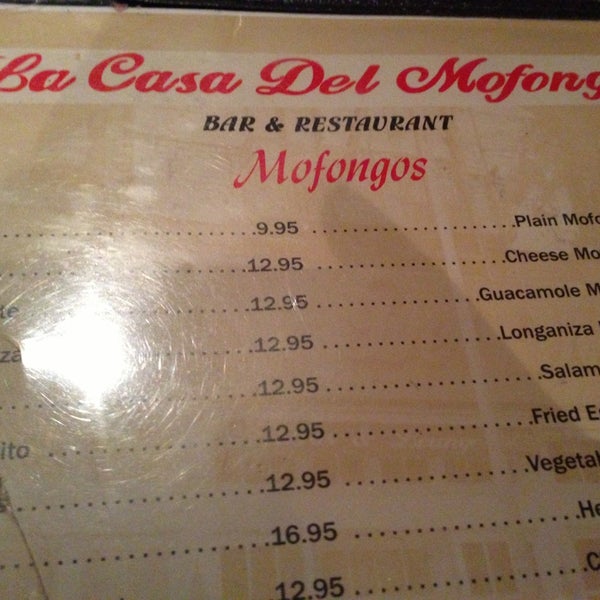 La Casa Del Mofong
BAR & RESTAURANT
Mofongos
9.95 Plain Mofo
12.95 Cheese Mo
te 12.95 Guacamole M
za 12.95 Longaniza
12.95 Salam
ito 12.95 Fried E
s 12.95 Vegetab
16.95 He
12.95 C